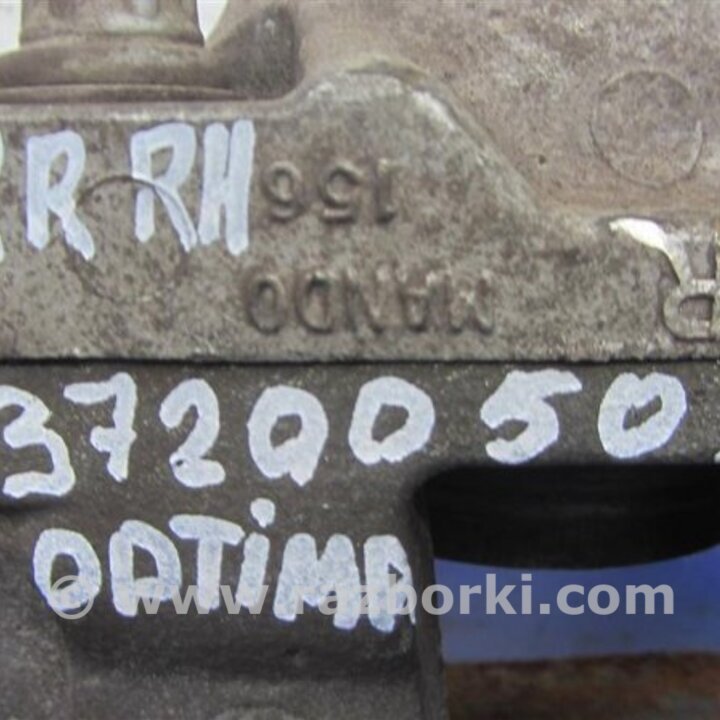 R RH
156
MANDO
R
37200 50
OPTiMA
© www.razborki.com